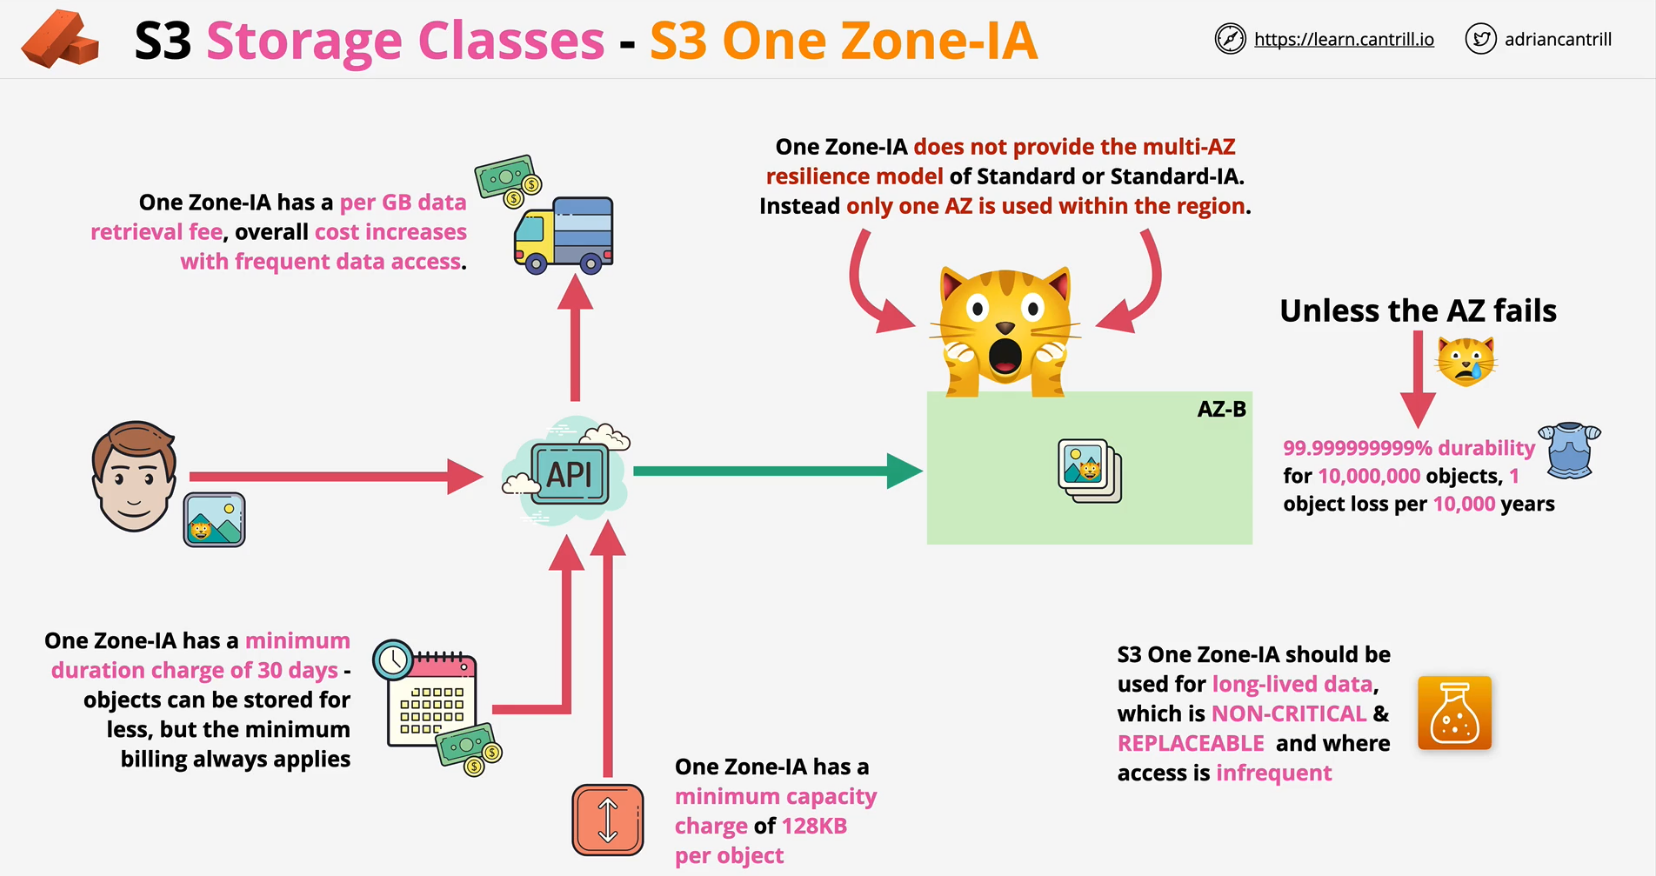 S3 Storage Classes - S3 One Zone-IA
https://learn.cantrill.io
adriancantrill
One Zone-IA has a per GB data
retrieval fee, overall cost increases
with frequent data access.
One Zone-IA does not provide the multi-AZ
resilience model of Standard or Standard-IA.
Instead only one AZ is used within the region.
Unless the AZ fails
AZ-B
API
99.999999999% durability
for 10,000,000 objects, 1
object loss per 10,000 years
One Zone-IA has a minimum
duration charge of 30 days -
objects can be stored for
less, but the minimum
billing always applies
One Zone-IA has a
minimum capacity
charge of 128KB
per object
S3 One Zone-IA should be
used for long-lived data,
which is NON-CRITICAL &
REPLACEABLE and where
access is infrequent